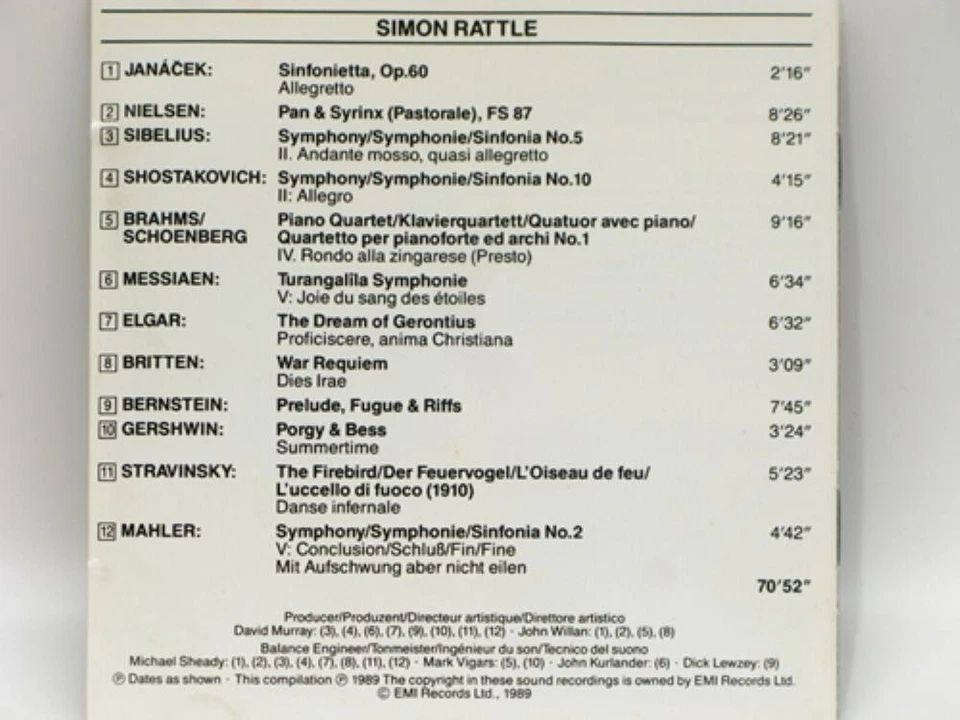 SIMON RATTLE
1 JANÁČEK: Sinfonietta, Op.60 2'16"
Allegretto
2 NIELSEN: Pan & Syrinx (Pastorale), FS 87 8'26"
3 SIBELIUS: Symphony/Symphonie/Sinfonia No.5 8'21"
II. Andante mosso, quasi allegretto
4 SHOSTAKOVICH: Symphony/Symphonie/Sinfonia No.10 4'15"
II: Allegro
5 BRAHMS/ Piano Quartet/Klavierquartett/Quatuor avec piano/ 9'16"
SCHOENBERG Quartetto per pianoforte ed archi No.1
IV. Rondo alla zingarese (Presto)
6 MESSIAEN: Turangalîla Symphonie 6'34"
V: Joie du sang des étoiles
7 ELGAR: The Dream of Gerontius 6'32"
Proficiscere, anima Christiana
8 BRITTEN: War Requiem 3'09"
Dies Irae
9 BERNSTEIN: Prelude, Fugue & Riffs 7'45"
10 GERSHWIN: Porgy & Bess 3'24"
Summertime
11 STRAVINSKY: The Firebird/Der Feuervogel/L'Oiseau de feu/ 5'23"
L'uccello di fuoco (1910)
Danse infernale
12 MAHLER: Symphony/Symphonie/Sinfonia No.2 4'42"
V: Conclusion/Schluß/Fin/Fine
Mit Aufschwung aber nicht eilen
70'52"
Producer/Produzent/Directeur artistique/Direttore artistico
David Murray: (3), (4), (6), (7), (9), (10), (11), (12) · John Willan: (1), (2), (5), (8)
Balance Engineer/Tonmeister/Ingénieur du son/Tecnico del suono
Michael Sheady: (1), (2), (3), (4), (7), (8), (11), (12) · Mark Vigars: (5), (10) · John Kurlander: (6) · Dick Lewzey: (9)
℗ Dates as shown · This compilation ℗ 1989 The copyright in these sound recordings is owned by EMI Records Ltd.
© EMI Records Ltd., 1989